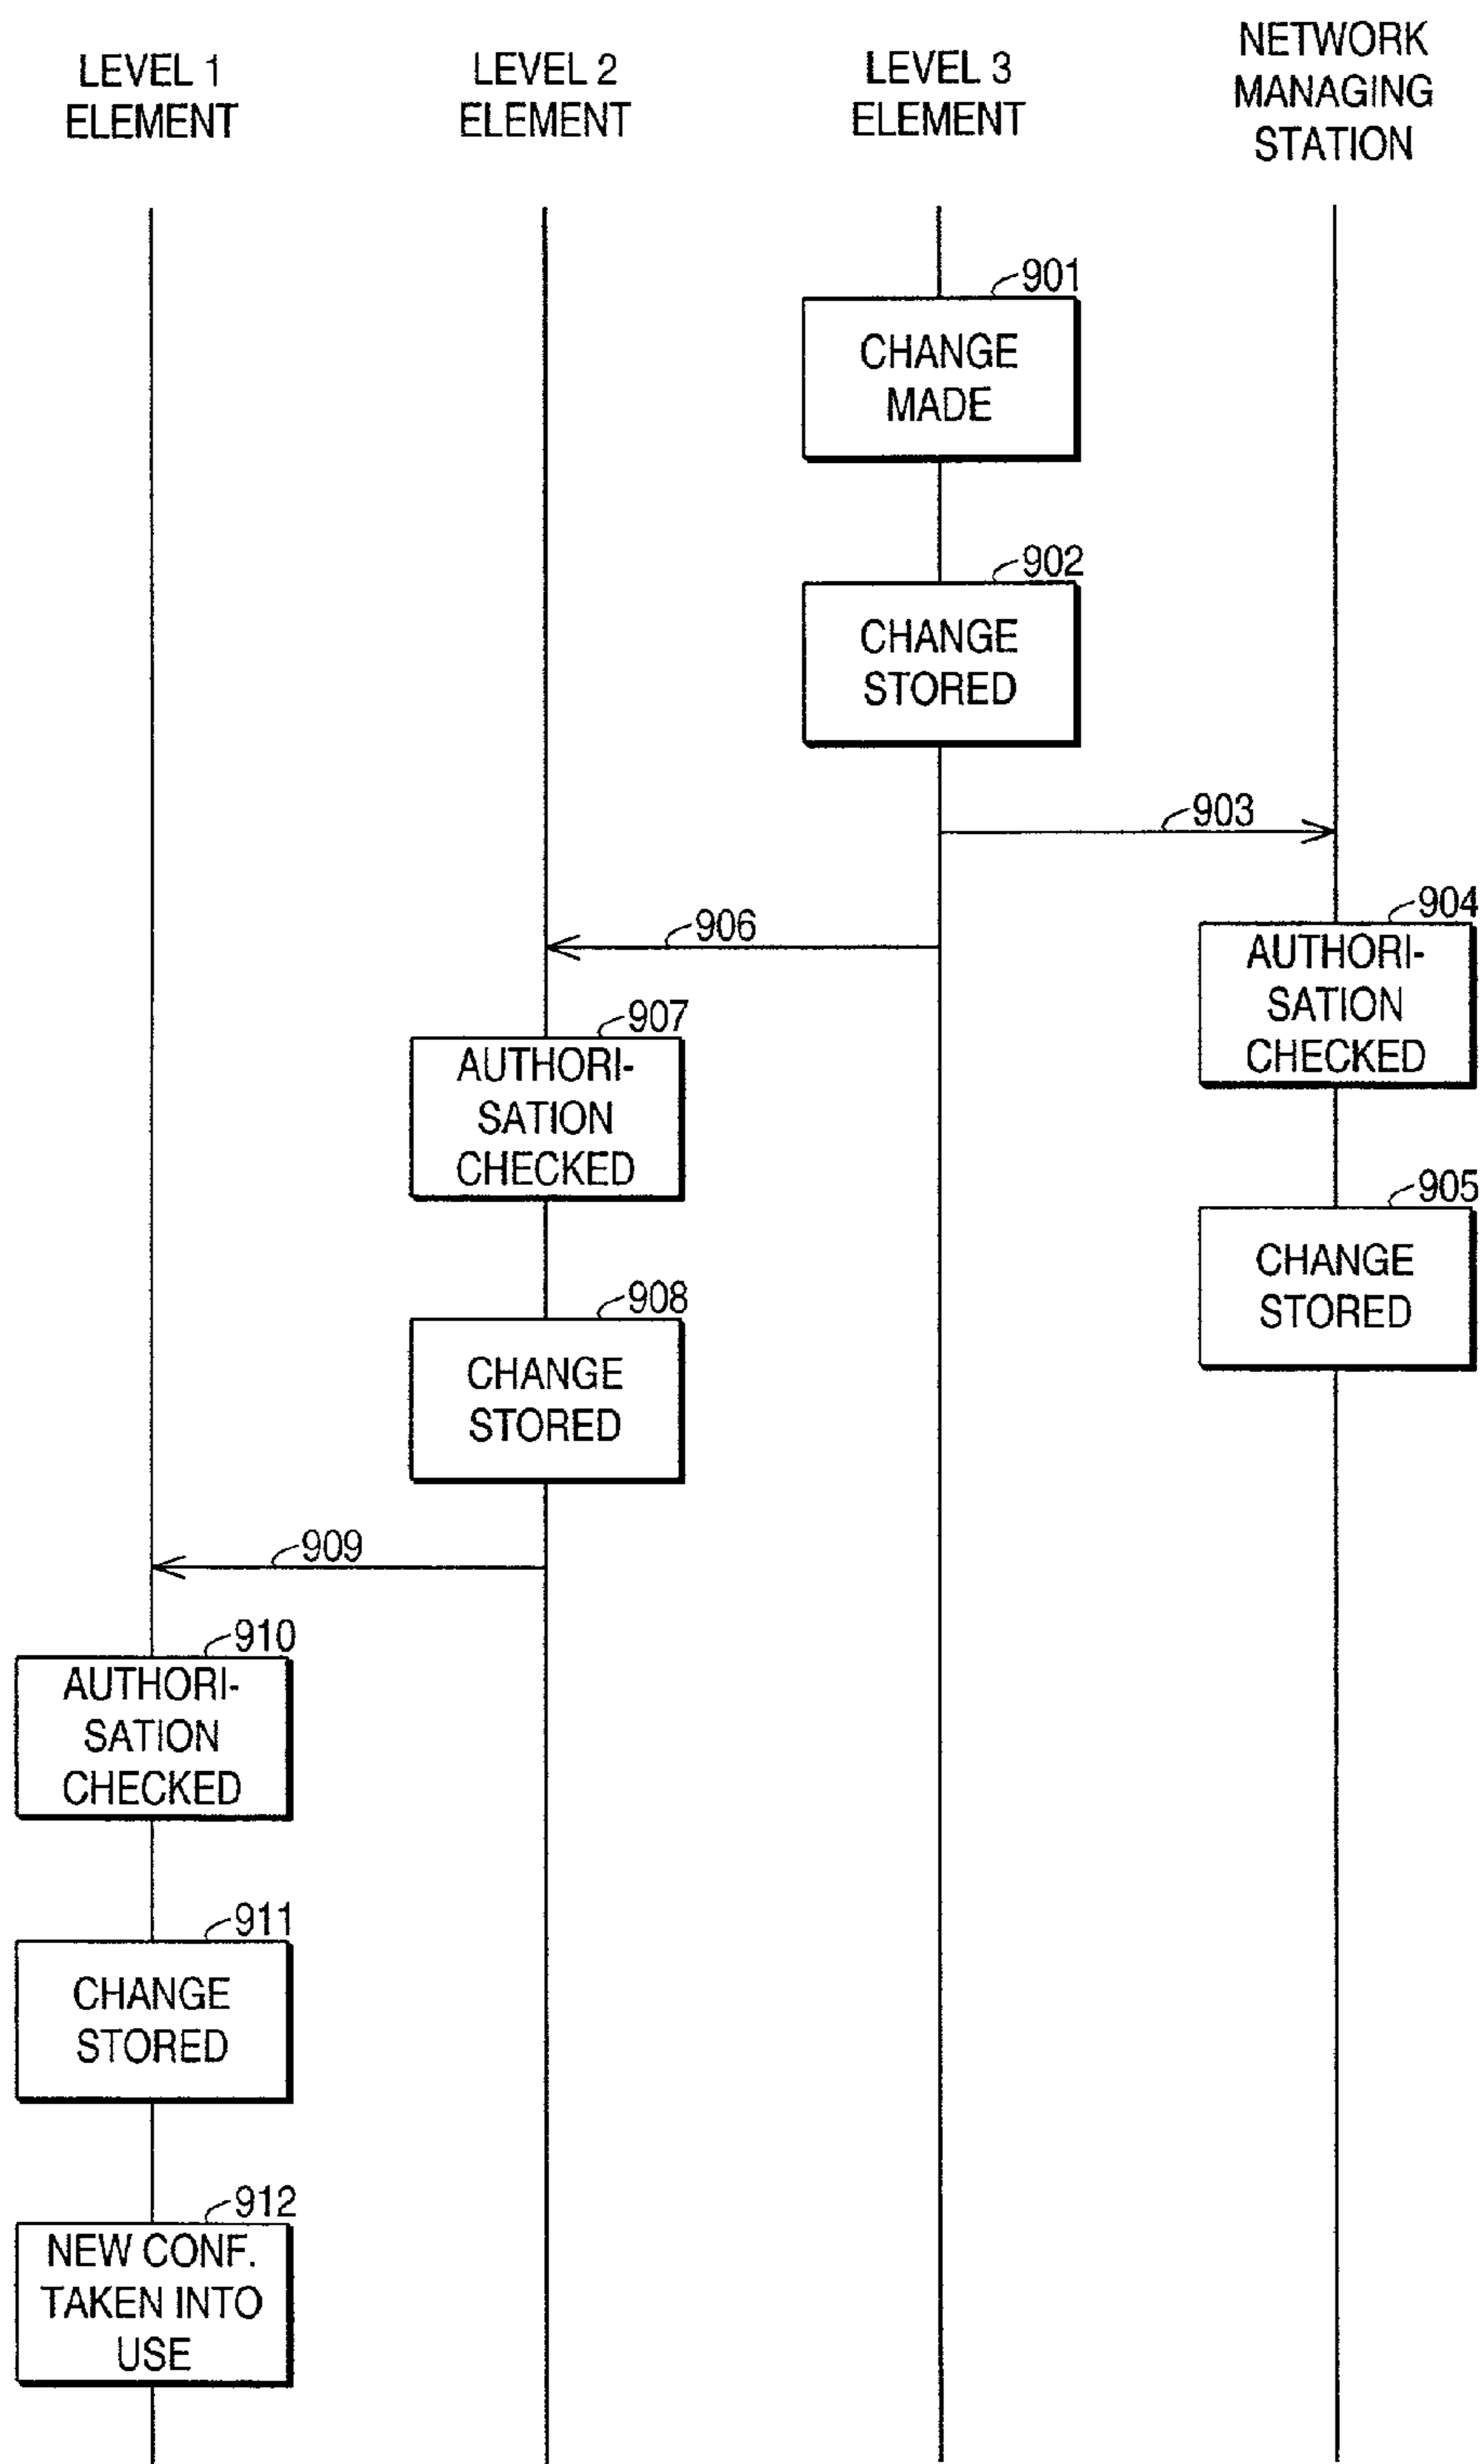 LEVEL 1
ELEMENT
LEVEL 2
ELEMENT
LEVEL 3
ELEMENT
NETWORK
MANAGING
STATION
901
CHANGE
MADE
902
CHANGE
STORED
903
904
AUTHORI-
SATION
CHECKED
906
907
AUTHORI-
SATION
CHECKED
905
CHANGE
STORED
908
CHANGE
STORED
909
910
AUTHORI-
SATION
CHECKED
911
CHANGE
STORED
912
NEW CONF.
TAKEN INTO
USE